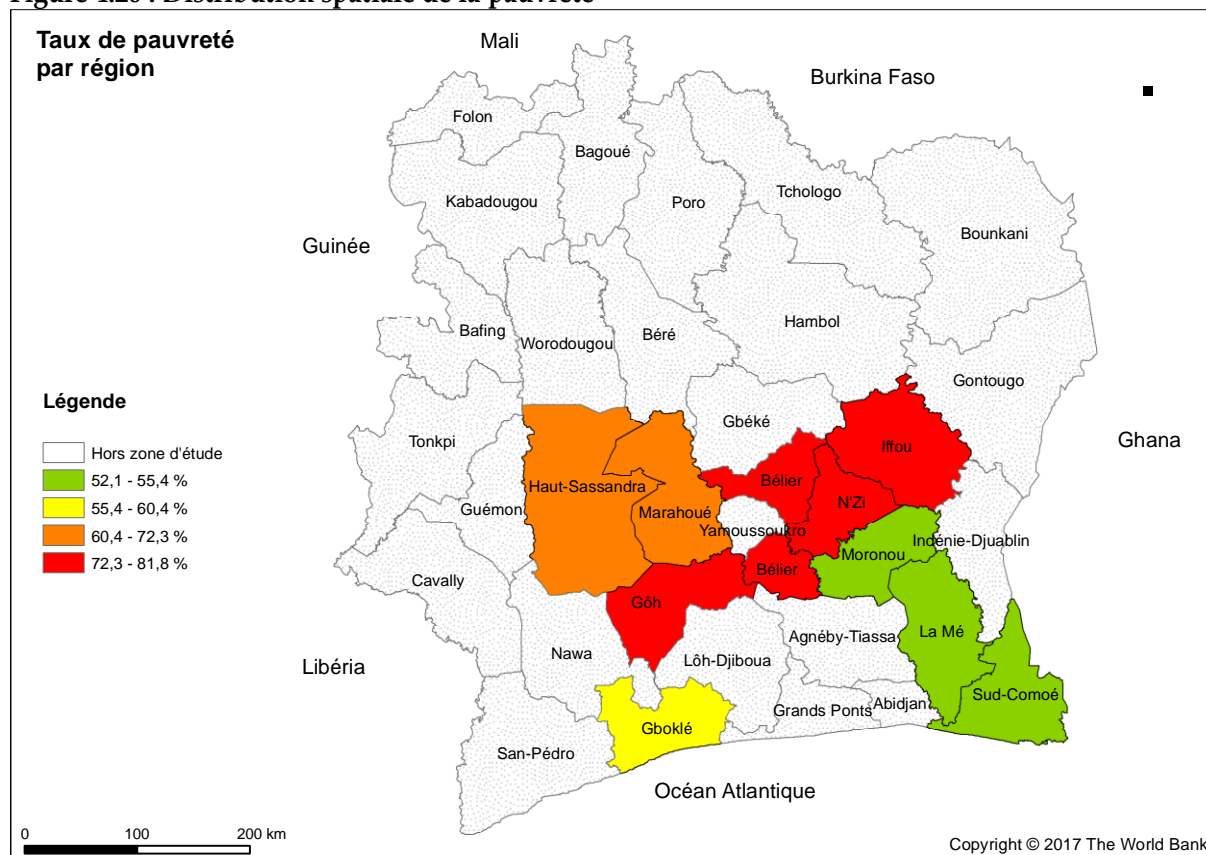 Taux de pauvreté
par région
Mali
Burkina Faso
Folon
Bagoué
Tchologo
Kabadougou
Poro
Bounkani
Guinée
Hambol
Bafing
Béré
Worodougou
Gontougo
Légende
Gbéké
Ghana
Tonkpi
Iffou
Hors zone d'étude
52,1 - 55,4 %
55,4 - 60,4 %
60,4 - 72,3 %
72,3 - 81,8 %
Bélier
Haut-Sassandra
N'Zi
Guémon
Marahoué
Yamoussoukro
Indénie-Djuablin
Moronou
Bélier
Cavally
Gôh
La Mé
Agnéby-Tiassa
Nawa
Lôh-Djiboua
Libéria
Sud-Comoé
Grands Ponts
Abidjan
Gboklé
San-Pédro
Océan Atlantique
0 100 200 km
Copyright © 2017 The World Bank